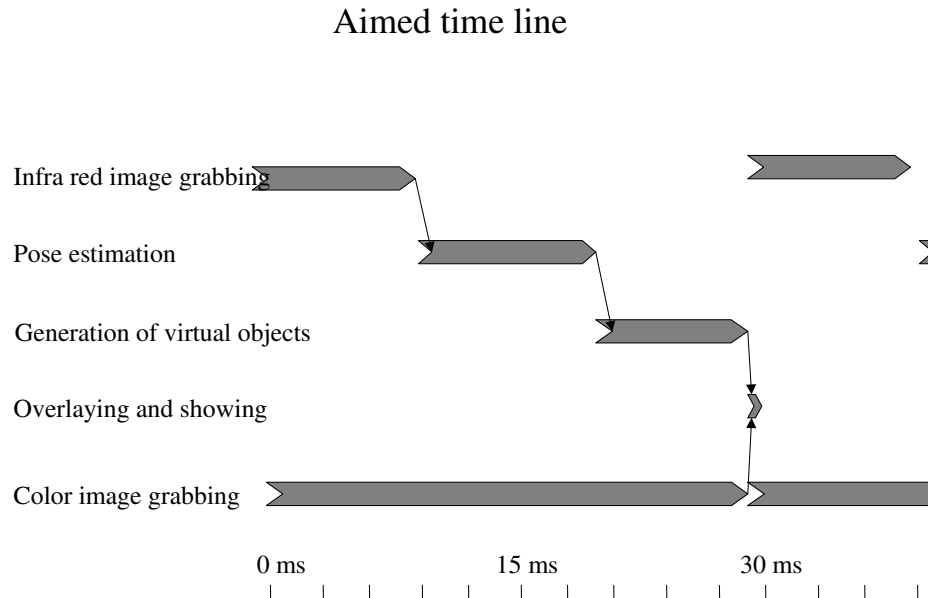 Aimed time line
Infra red image grabbing
Pose estimation
Generation of virtual objects
Overlaying and showing
Color image grabbing
0 ms 15 ms 30 ms